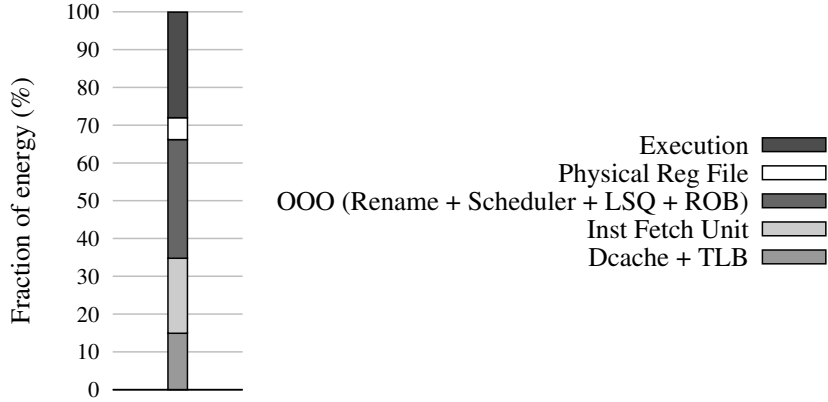 100
90
80
70
60
50
40
30
20
10
0
Fraction of energy (%)
Execution
Physical Reg File
OOO (Rename + Scheduler + LSQ + ROB)
Inst Fetch Unit
Dcache + TLB